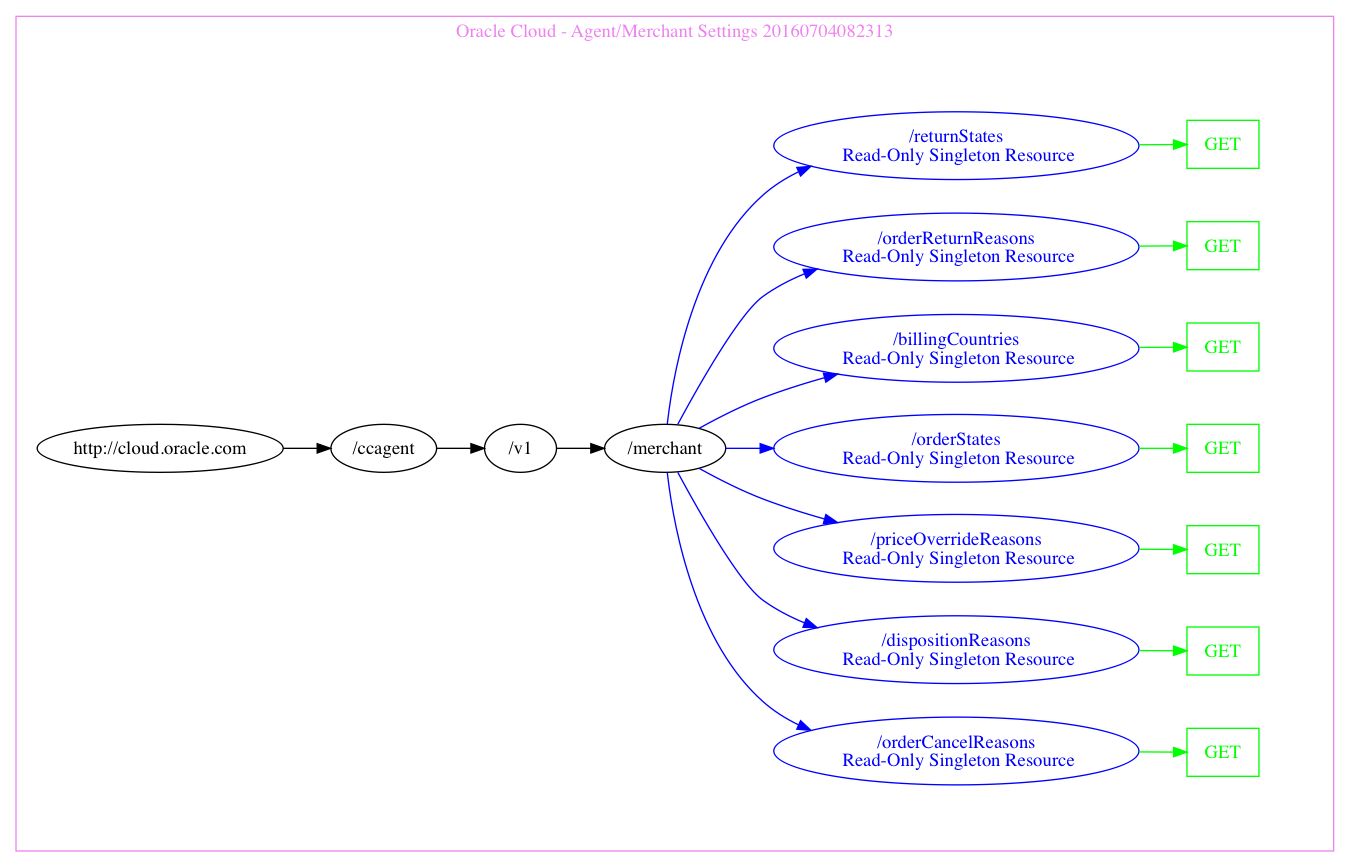 Oracle Cloud - Agent/Merchant Settings 20160704082313
/returnStates
Read-Only Singleton Resource
GET
/orderReturnReasons
Read-Only Singleton Resource
GET
/billingCountries
Read-Only Singleton Resource
GET
http://cloud.oracle.com
/ccagent
/v1
/merchant
/orderStates
Read-Only Singleton Resource
GET
/priceOverrideReasons
Read-Only Singleton Resource
GET
/dispositionReasons
Read-Only Singleton Resource
GET
/orderCancelReasons
Read-Only Singleton Resource
GET